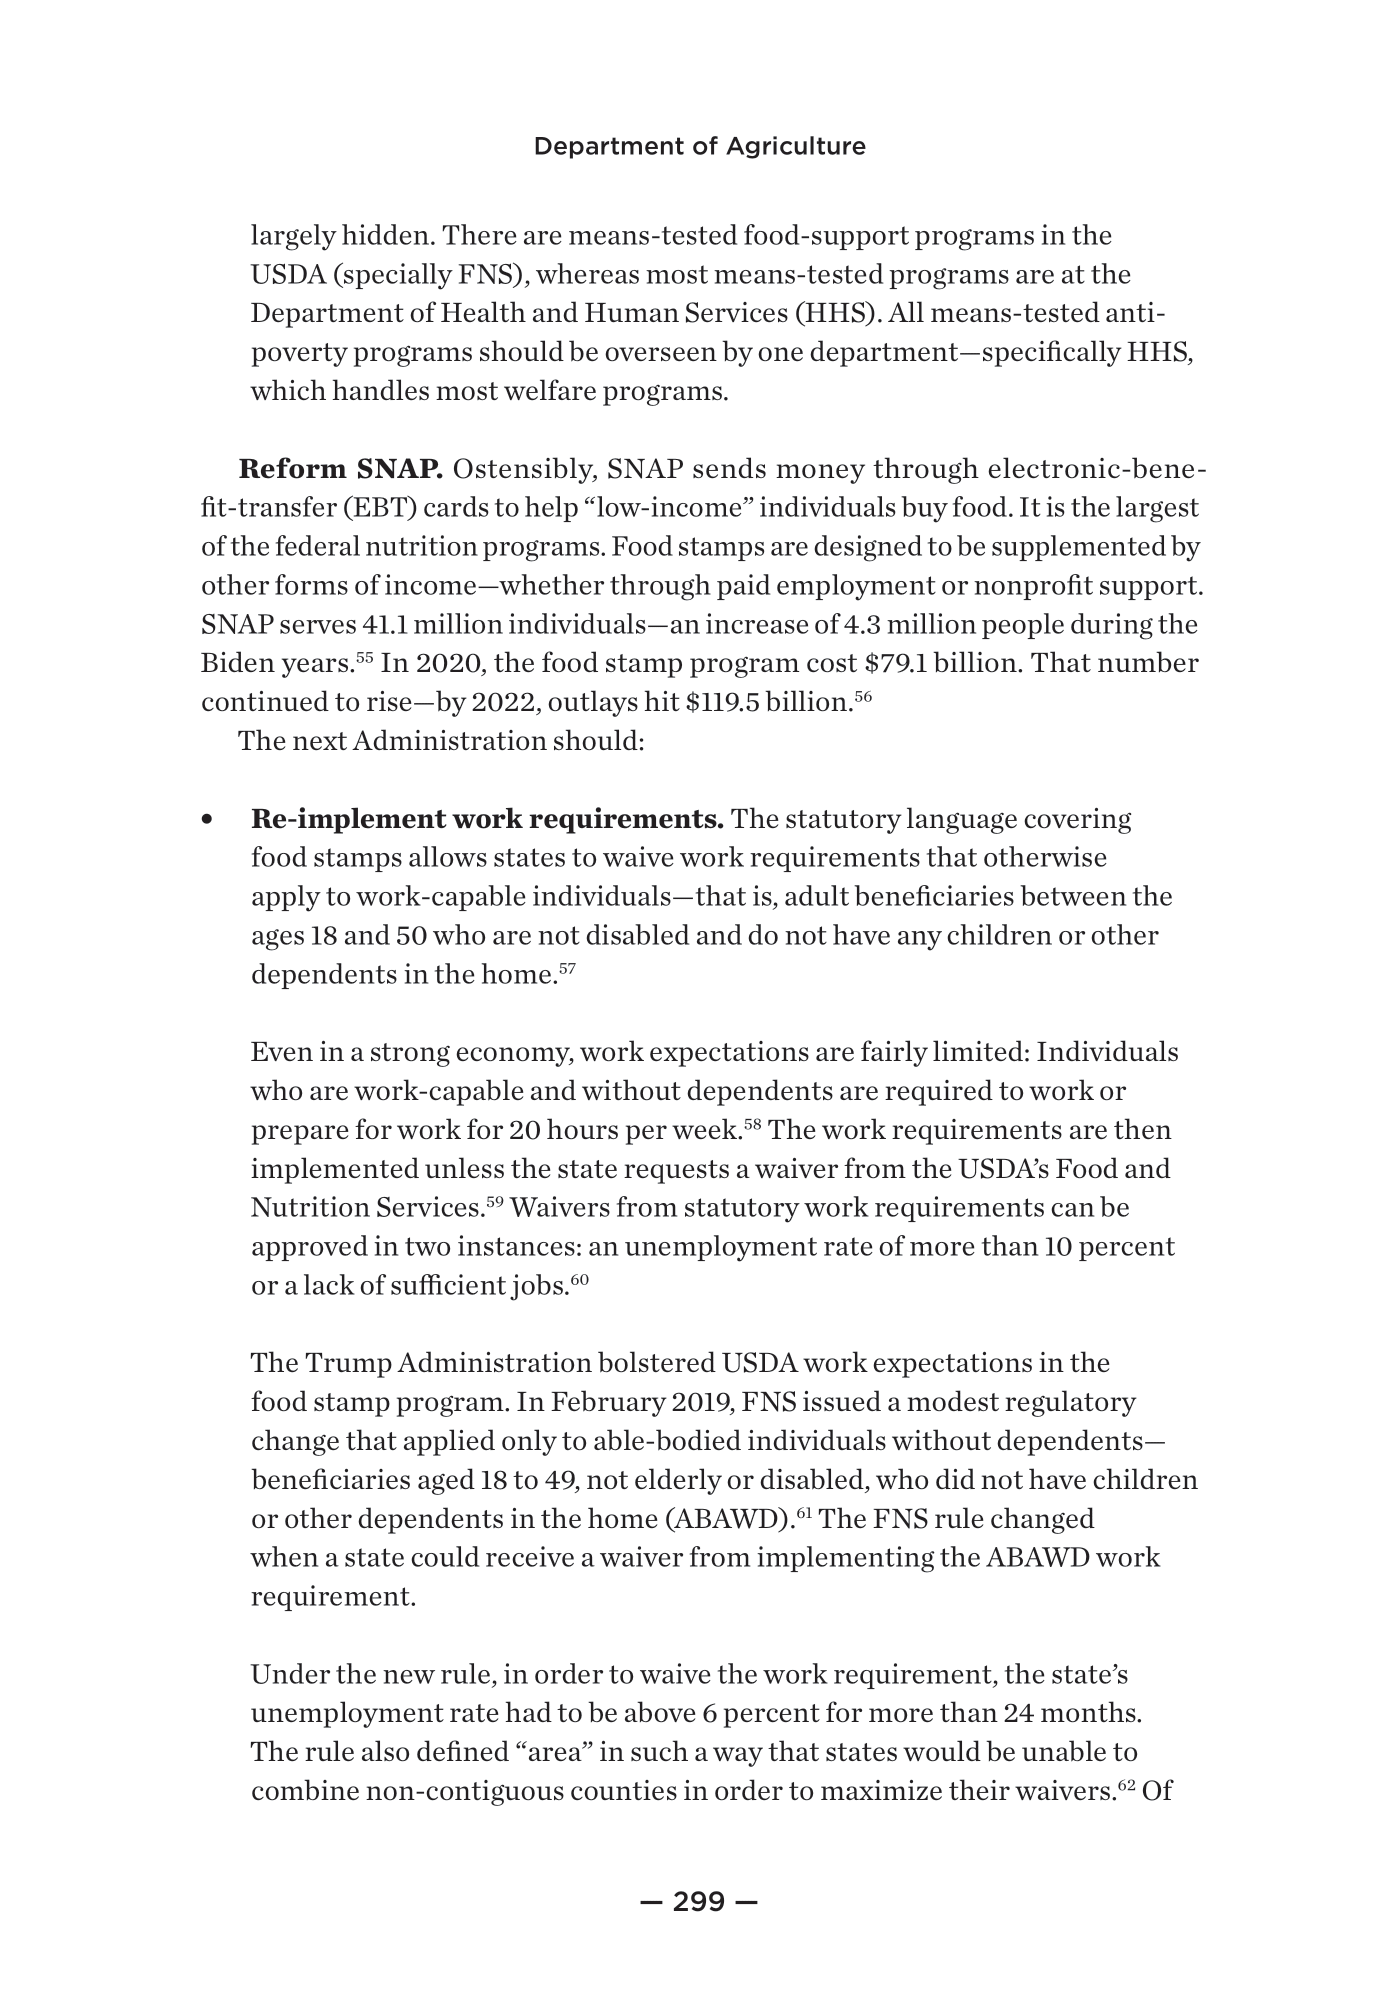 Department of Agriculture
largely hidden. There are means-tested food-support programs in the
USDA (specially FNS), whereas most means-tested programs are at the
Department of Health and Human Services (HHS). All means-tested anti-
poverty programs should be overseen by one department—specifically HHS,
which handles most welfare programs.
Reform SNAP. Ostensibly, SNAP sends money through electronic-bene-
fit-transfer (EBT) cards to help “low-income” individuals buy food. It is the largest
of the federal nutrition programs. Food stamps are designed to be supplemented by
other forms of income—whether through paid employment or nonprofit support.
SNAP serves 41.1 million individuals—an increase of 4.3 million people during the
Biden years.55 In 2020, the food stamp program cost $79.1 billion. That number
continued to rise—by 2022, outlays hit $119.5 billion.56
The next Administration should:
• Re-implement work requirements. The statutory language covering
food stamps allows states to waive work requirements that otherwise
apply to work-capable individuals—that is, adult beneficiaries between the
ages 18 and 50 who are not disabled and do not have any children or other
dependents in the home.57
Even in a strong economy, work expectations are fairly limited: Individuals
who are work-capable and without dependents are required to work or
prepare for work for 20 hours per week.58 The work requirements are then
implemented unless the state requests a waiver from the USDA’s Food and
Nutrition Services.59 Waivers from statutory work requirements can be
approved in two instances: an unemployment rate of more than 10 percent
or a lack of sufficient jobs.60
The Trump Administration bolstered USDA work expectations in the
food stamp program. In February 2019, FNS issued a modest regulatory
change that applied only to able-bodied individuals without dependents—
beneficiaries aged 18 to 49, not elderly or disabled, who did not have children
or other dependents in the home (ABAWD).61 The FNS rule changed
when a state could receive a waiver from implementing the ABAWD work
requirement.
Under the new rule, in order to waive the work requirement, the state’s
unemployment rate had to be above 6 percent for more than 24 months.
The rule also defined “area” in such a way that states would be unable to
combine non-contiguous counties in order to maximize their waivers.62 Of
— 299 —